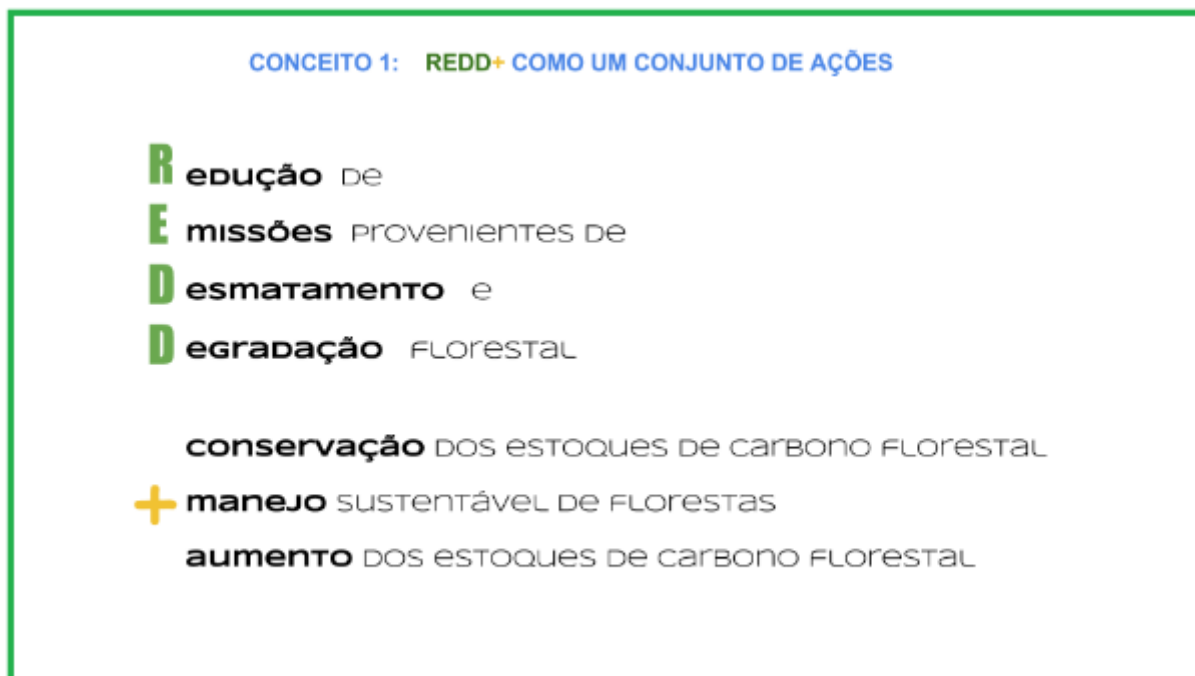 CONCEITO 1: REDD+ COMO UM CONJUNTO DE AÇÕES
Redução de
Emissões provenientes de
Desmatamento e
Degradação florestal
conservação dos estoques de carbono florestal
+ manejo sustentável de florestas
aumento dos estoques de carbono florestal